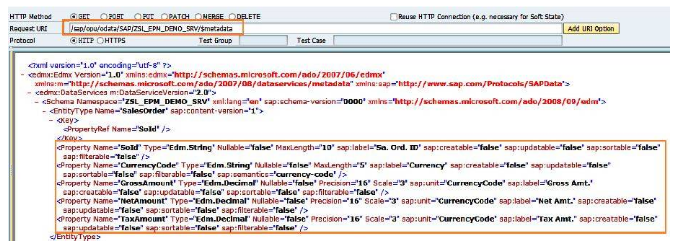 HTTP Method GET POST PUT PATCH MERGE DELETE Reuse HTTP Connection (e.g. necessary for Soft State)
Request URI /sap/opu/odata/SAP/ZSL_EPM_DEMO_SRV/$metadata Add URI Option
Protocol HTTP HTTPS Test Group Test Case
<?xml version="1.0" encoding="utf-8" ?>
- <edmx:Edmx Version="1.0" xmlns:edmx="http://schemas.microsoft.com/ado/2007/06/edmx"
xmlns:m="http://schemas.microsoft.com/ado/2007/08/dataservices/metadata" xmlns:sap="http://www.sap.com/Protocols/SAPData">
- <edmx:DataServices m:DataServiceVersion="2.0">
- <Schema Namespace="ZSL_EPM_DEMO_SRV" xml:lang="en" sap:schema-version="0000" xmlns="http://schemas.microsoft.com/ado/2008/09/edm">
- <EntityType Name="SalesOrder" sap:content-version="1">
- <Key>
<PropertyRef Name="SoId" />
</Key>
<Property Name="SoId" Type="Edm.String" Nullable="false" MaxLength="10" sap:label="Sa. Ord. ID" sap:creatable="false" sap:updatable="false" sap:sortable="false"
sap:filterable="false" />
<Property Name="CurrencyCode" Type="Edm.String" Nullable="false" MaxLength="5" sap:label="Currency" sap:creatable="false" sap:updatable="false"
sap:sortable="false" sap:filterable="false" sap:semantics="currency-code" />
<Property Name="GrossAmount" Type="Edm.Decimal" Nullable="false" Precision="16" Scale="3" sap:unit="CurrencyCode" sap:label="Gross Amt."
sap:creatable="false" sap:updatable="false" sap:sortable="false" sap:filterable="false" />
<Property Name="NetAmount" Type="Edm.Decimal" Nullable="false" Precision="16" Scale="3" sap:unit="CurrencyCode" sap:label="Net Amt." sap:creatable="false"
sap:updatable="false" sap:sortable="false" sap:filterable="false" />
<Property Name="TaxAmount" Type="Edm.Decimal" Nullable="false" Precision="16" Scale="3" sap:unit="CurrencyCode" sap:label="Tax Amt." sap:creatable="false"
sap:updatable="false" sap:sortable="false" sap:filterable="false" />
</EntityType>